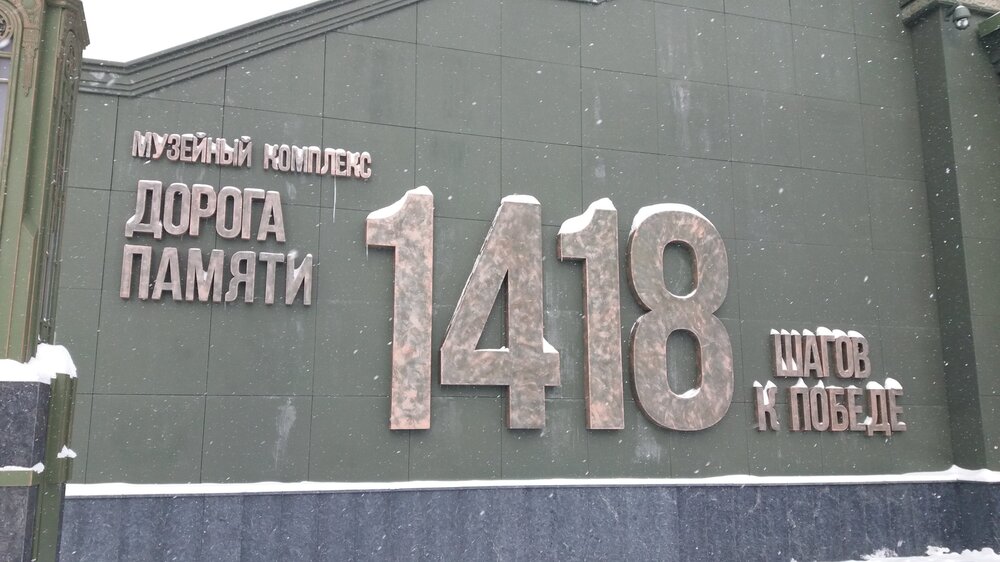 МУЗЕЙНЫЙ КОМПЛЕКС
ДОРОГА
ПАМЯТИ
1418
ШАГОВ
К ПОБЕДЕ